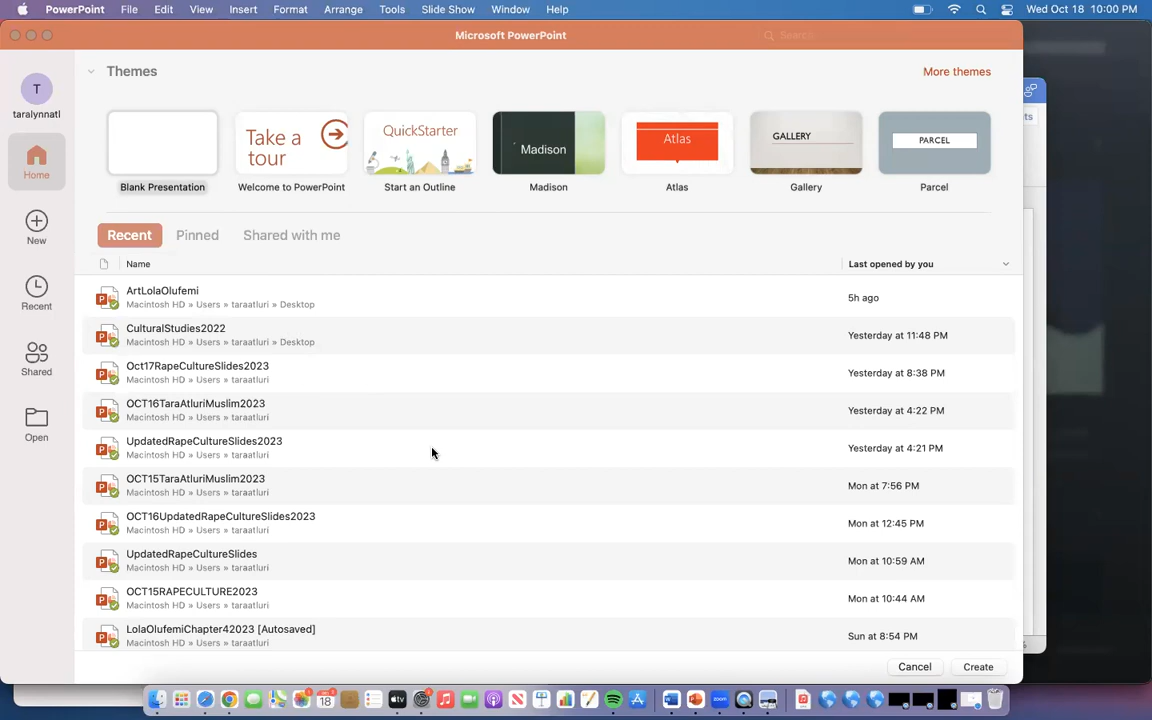 PowerPoint File Edit View Insert Format Arrange Tools Slide Show Window Help Wed Oct 18 10:00 PM
Microsoft PowerPoint Search
Themes More themes
T
taralynnatl
Home
New
Recent
Shared
Open
Take a tour
QuickStarter
Madison
Atlas
GALLERY
PARCEL
Blank Presentation Welcome to PowerPoint Start an Outline Madison Atlas Gallery Parcel
Recent Pinned Shared with me
Name Last opened by you
ArtLolaOlufemi 5h ago
Macintosh HD » Users » taraatluri » Desktop
CulturalStudies2022 Yesterday at 11:48 PM
Macintosh HD » Users » taraatluri » Desktop
Oct17RapeCultureSlides2023 Yesterday at 8:38 PM
Macintosh HD » Users » taraatluri
OCT16TaraAtluriMuslim2023 Yesterday at 4:22 PM
Macintosh HD » Users » taraatluri
UpdatedRapeCultureSlides2023 Yesterday at 4:21 PM
Macintosh HD » Users » taraatluri
OCT15TaraAtluriMuslim2023 Mon at 7:56 PM
Macintosh HD » Users » taraatluri
OCT16UpdatedRapeCultureSlides2023 Mon at 12:45 PM
Macintosh HD » Users » taraatluri
UpdatedRapeCultureSlides Mon at 10:59 AM
Macintosh HD » Users » taraatluri
OCT15RAPECULTURE2023 Mon at 10:44 AM
Macintosh HD » Users » taraatluri
LolaOlufemiChapter42023 [Autosaved] Sun at 8:54 PM
Macintosh HD » Users » taraatluri
Cancel Create